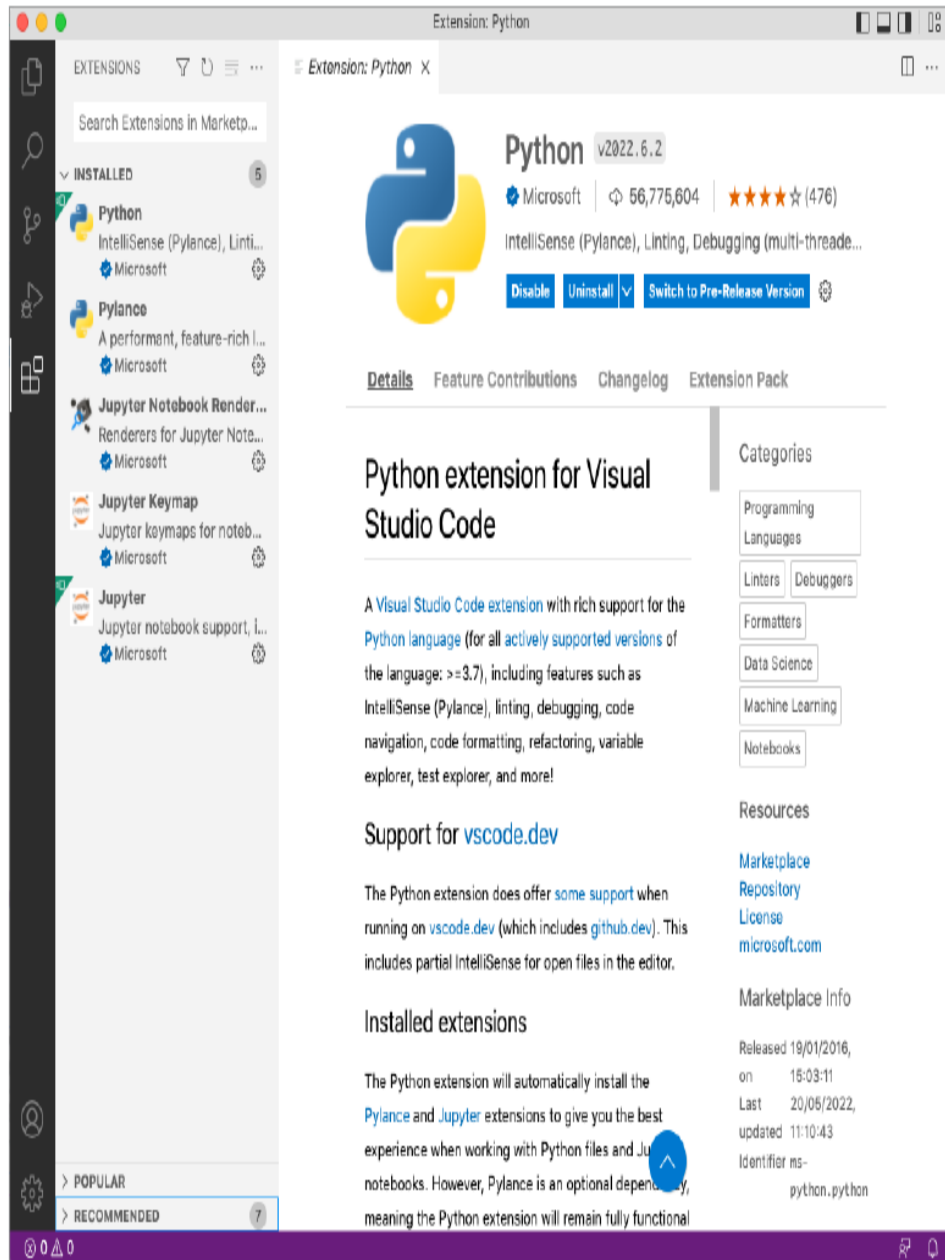 Extension: Python
EXTENSIONS
Search Extensions in Marketp...
INSTALLED 5
Python
IntelliSense (Pylance), Linti...
Microsoft
Pylance
A performant, feature-rich l...
Microsoft
Jupyter Notebook Render...
Renderers for Jupyter Note...
Microsoft
Jupyter Keymap
Jupyter keymaps for noteb...
Microsoft
Jupyter
Jupyter notebook support, i...
Microsoft
POPULAR
RECOMMENDED 7
Extension: Python
Python v2022.6.2
Microsoft 56,775,604 (476)
IntelliSense (Pylance), Linting, Debugging (multi-threade...
Disable Uninstall Switch to Pre-Release Version
Details Feature Contributions Changelog Extension Pack
Python extension for Visual
Studio Code
A Visual Studio Code extension with rich support for the
Python language (for all actively supported versions of
the language: >=3.7), including features such as
IntelliSense (Pylance), linting, debugging, code
navigation, code formatting, refactoring, variable
explorer, test explorer, and more!
Support for vscode.dev
The Python extension does offer some support when
running on vscode.dev (which includes github.dev). This
includes partial IntelliSense for open files in the editor.
Installed extensions
The Python extension will automatically install the
Pylance and Jupyter extensions to give you the best
experience when working with Python files and Ju
notebooks. However, Pylance is an optional depen y,
meaning the Python extension will remain fully functional
Categories
Programming
Languages
Linters Debuggers
Formatters
Data Science
Machine Learning
Notebooks
Resources
Marketplace
Repository
License
microsoft.com
Marketplace Info
Released 19/01/2016,
on 15:03:11
Last 20/05/2022,
updated 11:10:43
Identifier ms-
python.python
0 0